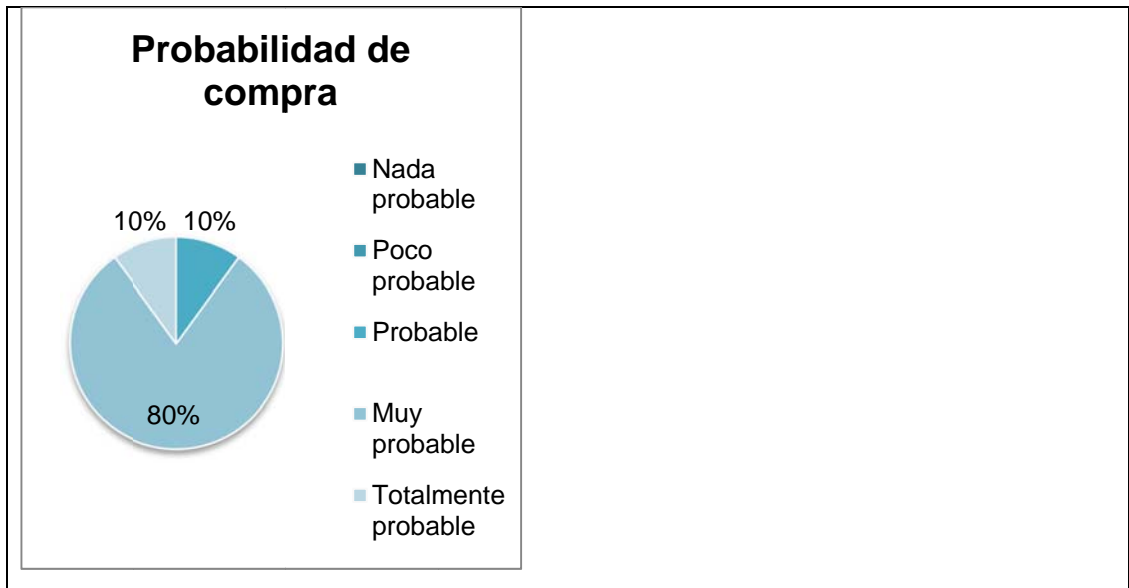 Probabilidad de
compra
Nada
probable
10% 10%
Poco
probable
Probable
80%
Muy
probable
Totalmente
probable